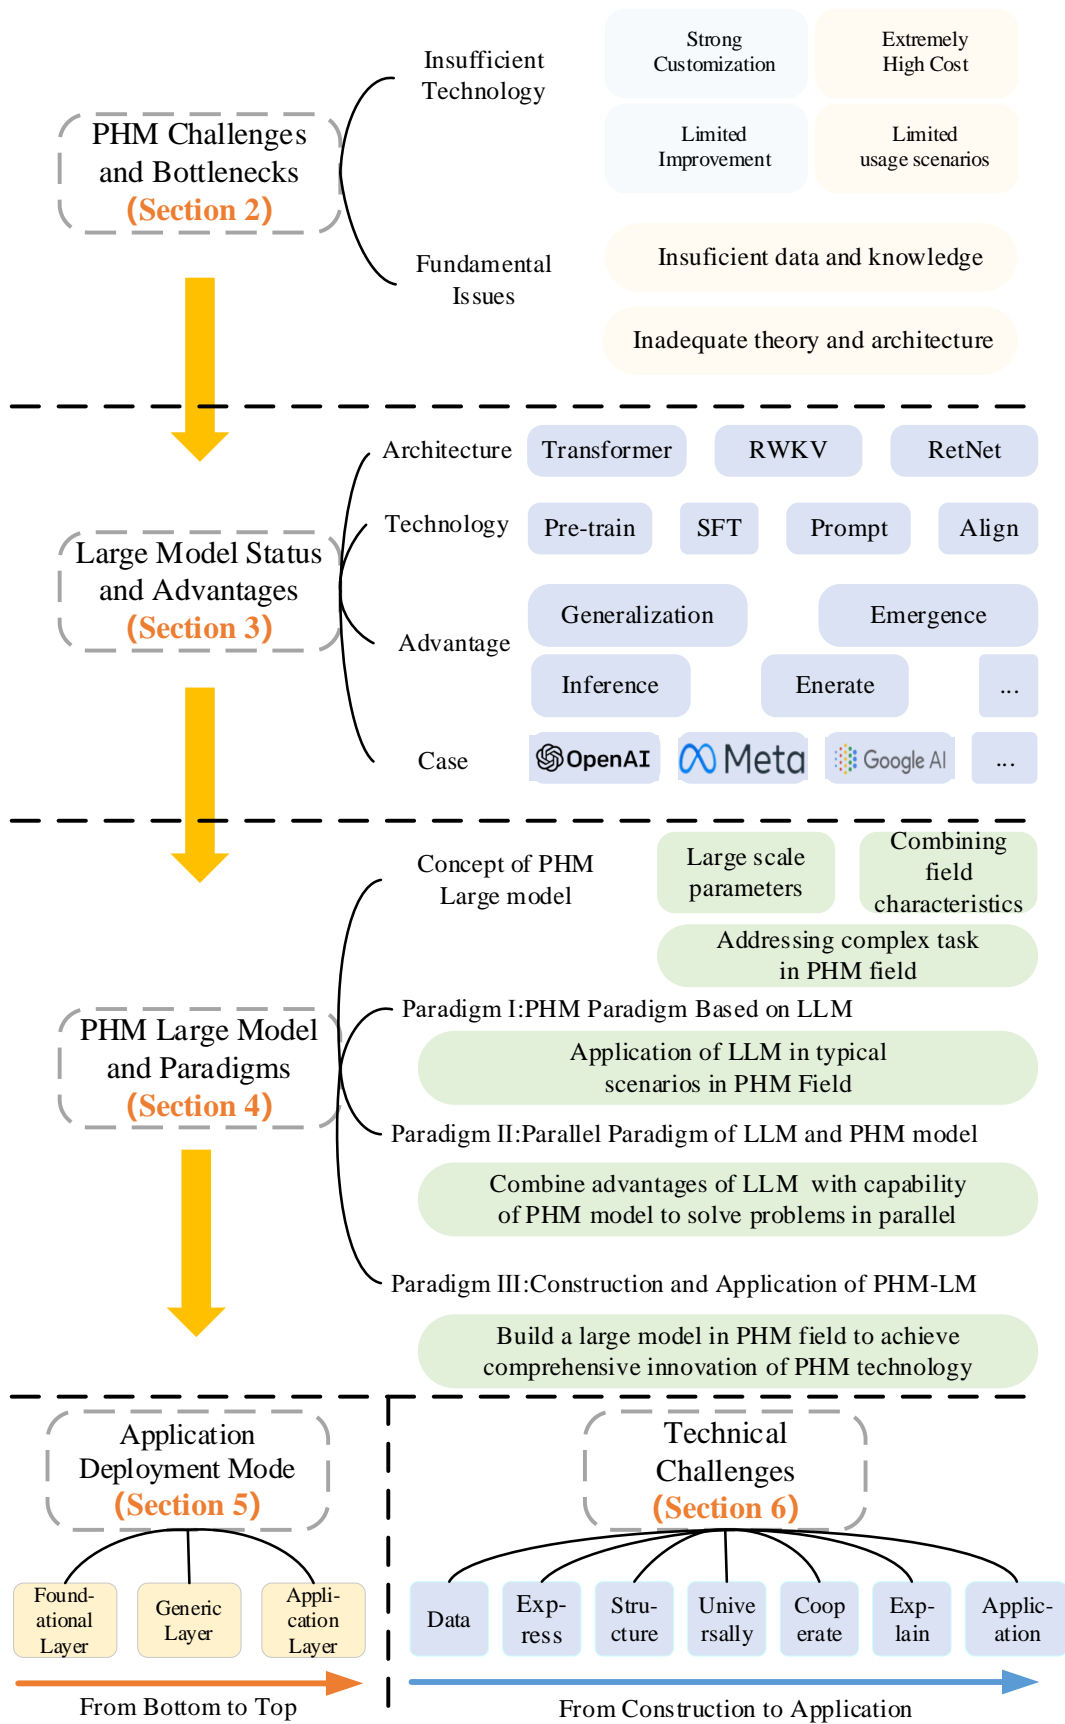 PHM Challenges
and Bottlenecks
(Section 2)
Insufficient
Technology
Strong
Customization
Extremely
High Cost
Limited
Improvement
Limited
usage scenarios
Fundamental
Issues
Insuficient data and knowledge
Inadequate theory and architecture
Large Model Status
and Advantages
(Section 3)
Architecture
Transformer
RWKV
RetNet
Technology
Pre-train
SFT
Prompt
Align
Advantage
Generalization
Emergence
Inference
Enerate
...
Case
OpenAI
Meta
Google AI
...
PHM Large Model
and Paradigms
(Section 4)
Concept of PHM
Large model
Large scale
parameters
Combining
field
characteristics
Addressing complex task
in PHM field
Paradigm I:PHM Paradigm Based on LLM
Application of LLM in typical
scenarios in PHM Field
Paradigm II:Parallel Paradigm of LLM and PHM model
Combine advantages of LLM with capability
of PHM model to solve problems in parallel
Paradigm III:Construction and Application of PHM-LM
Build a large model in PHM field to achieve
comprehensive innovation of PHM technology
Application
Deployment Mode
(Section 5)
Found-
ational
Layer
Generic
Layer
Appli-
cation
Layer
From Bottom to Top
Technical
Challenges
(Section 6)
Data
Exp-
ress
Stru-
cture
Unive
rsally
Coop
erate
Exp-
lain
Applic-
ation
From Construction to Application